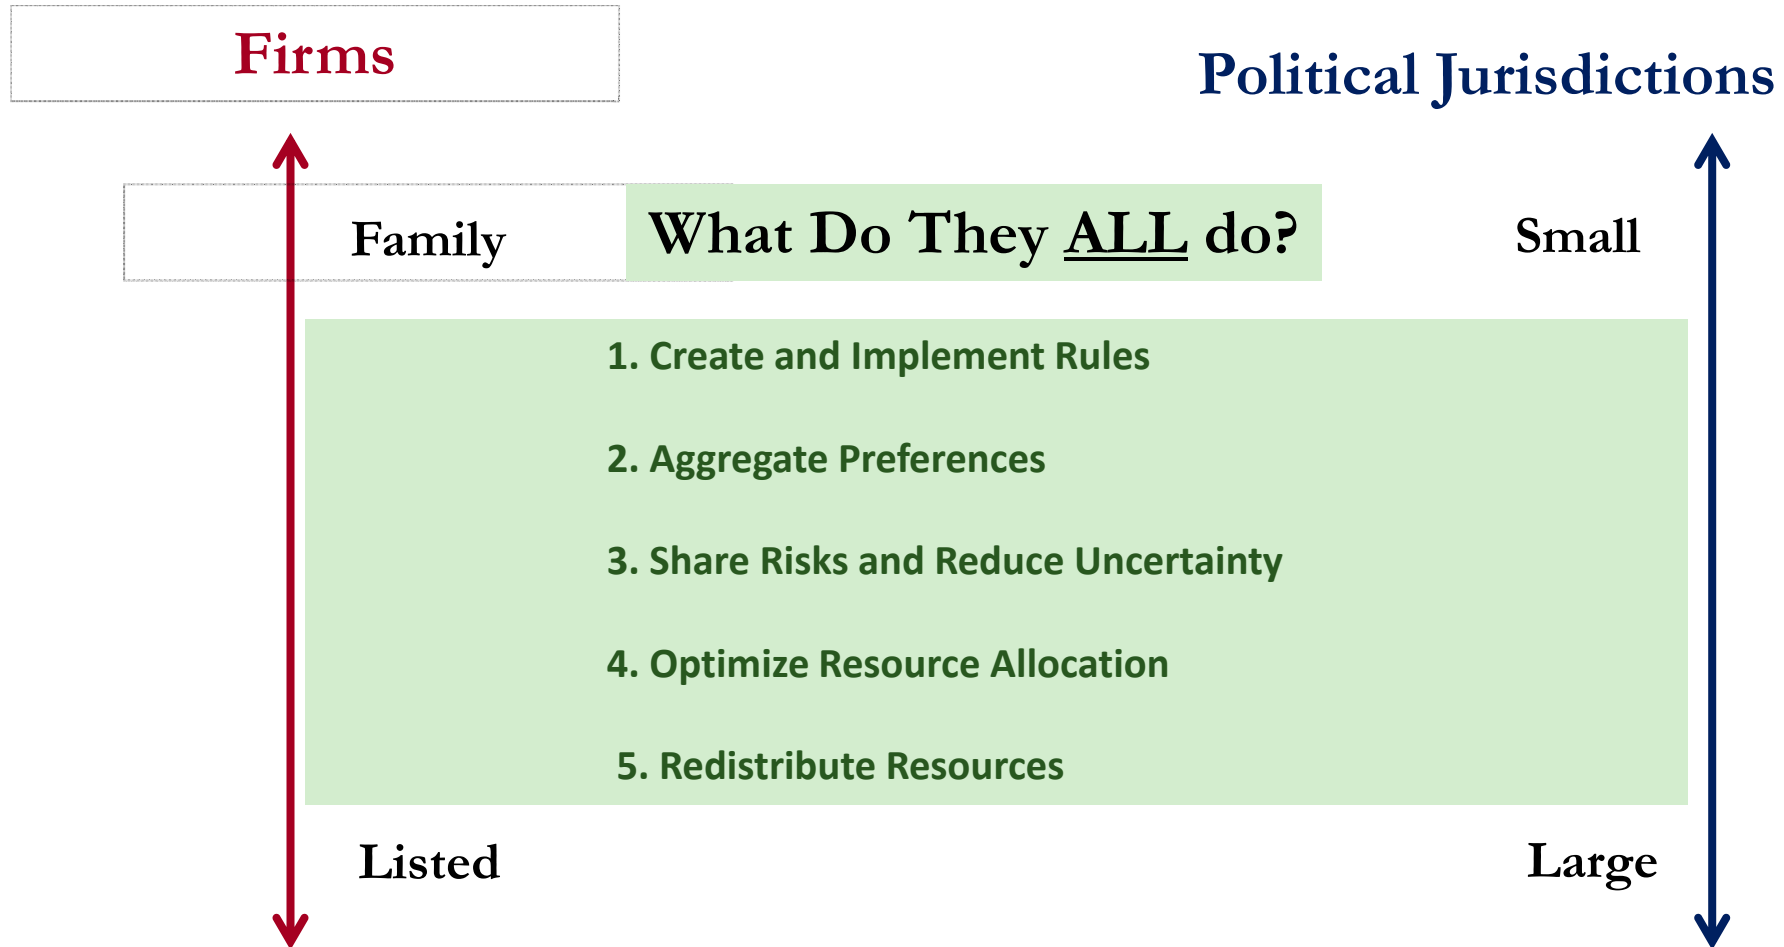 Firms
Political Jurisdictions
Family
What Do They ALL do?
Small
1. Create and Implement Rules
2. Aggregate Preferences
3. Share Risks and Reduce Uncertainty
4. Optimize Resource Allocation
5. Redistribute Resources
Listed
Large